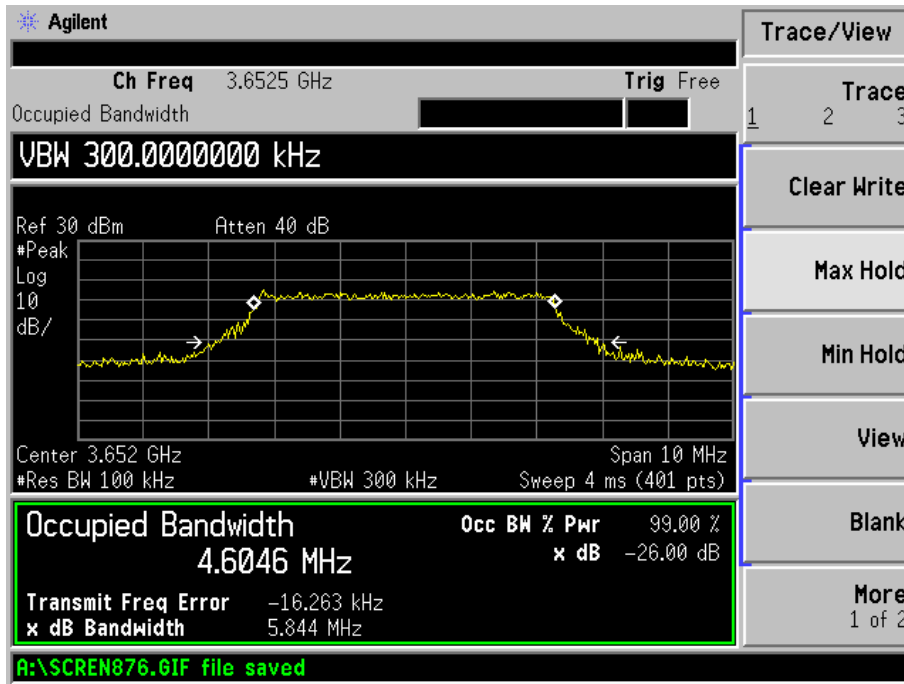 Agilent
Trace/View
Ch Freq 3.6525 GHz Trig Free
Occupied Bandwidth
VBW 300.0000000 kHz
Ref 30 dBm Atten 40 dB
#Peak
Log
10
dB/
Center 3.652 GHz Span 10 MHz
#Res BW 100 kHz #VBW 300 kHz Sweep 4 ms (401 pts)
Occupied Bandwidth
4.6046 MHz
Occ BW % Pwr 99.00 %
x dB -26.00 dB
Transmit Freq Error -16.263 kHz
x dB Bandwidth 5.844 MHz
A:\SCREN876.GIF file saved
Trace
1 2 3
Clear Write
Max Hold
Min Hold
View
Blank
More
1 of 2